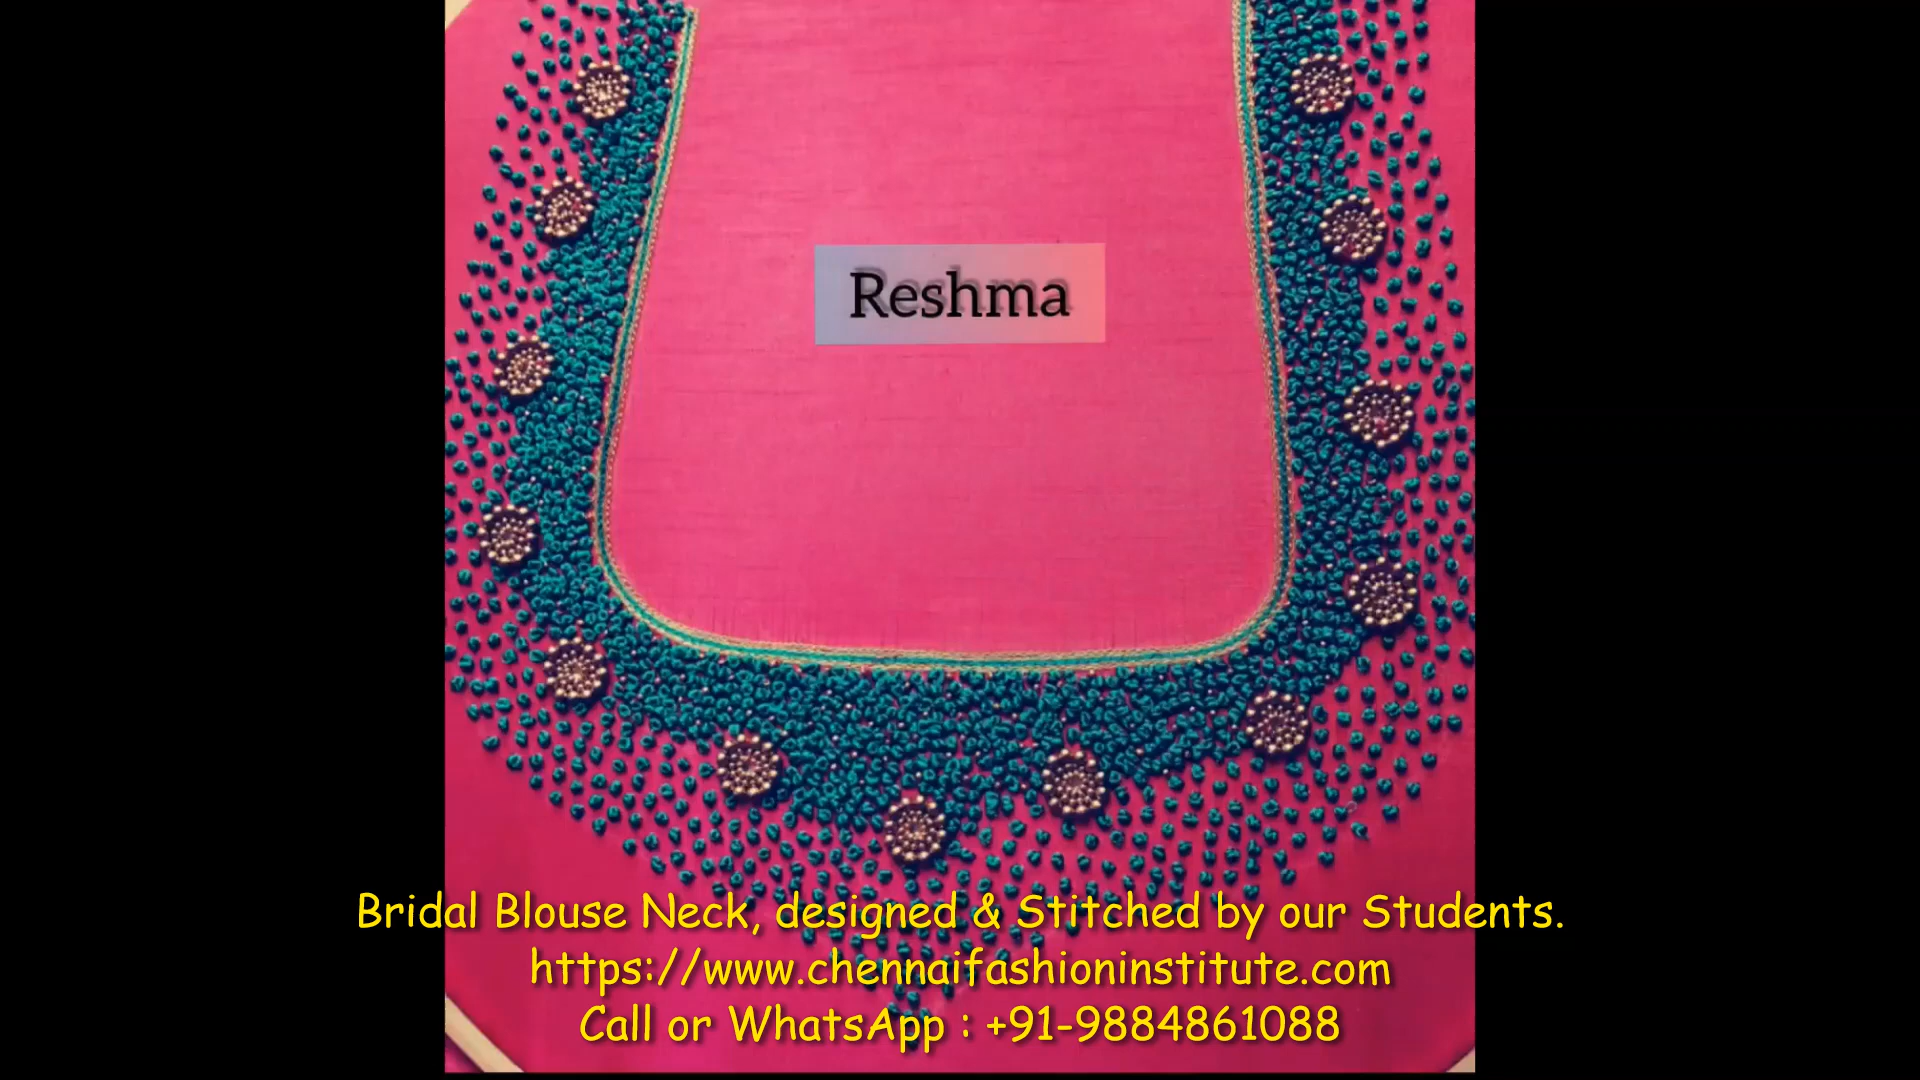 Reshma
Bridal Blouse Neck, designed & Stitched by our Students.
https://www.chennaifashioninstitute.com
Call or WhatsApp : +91-9884861088